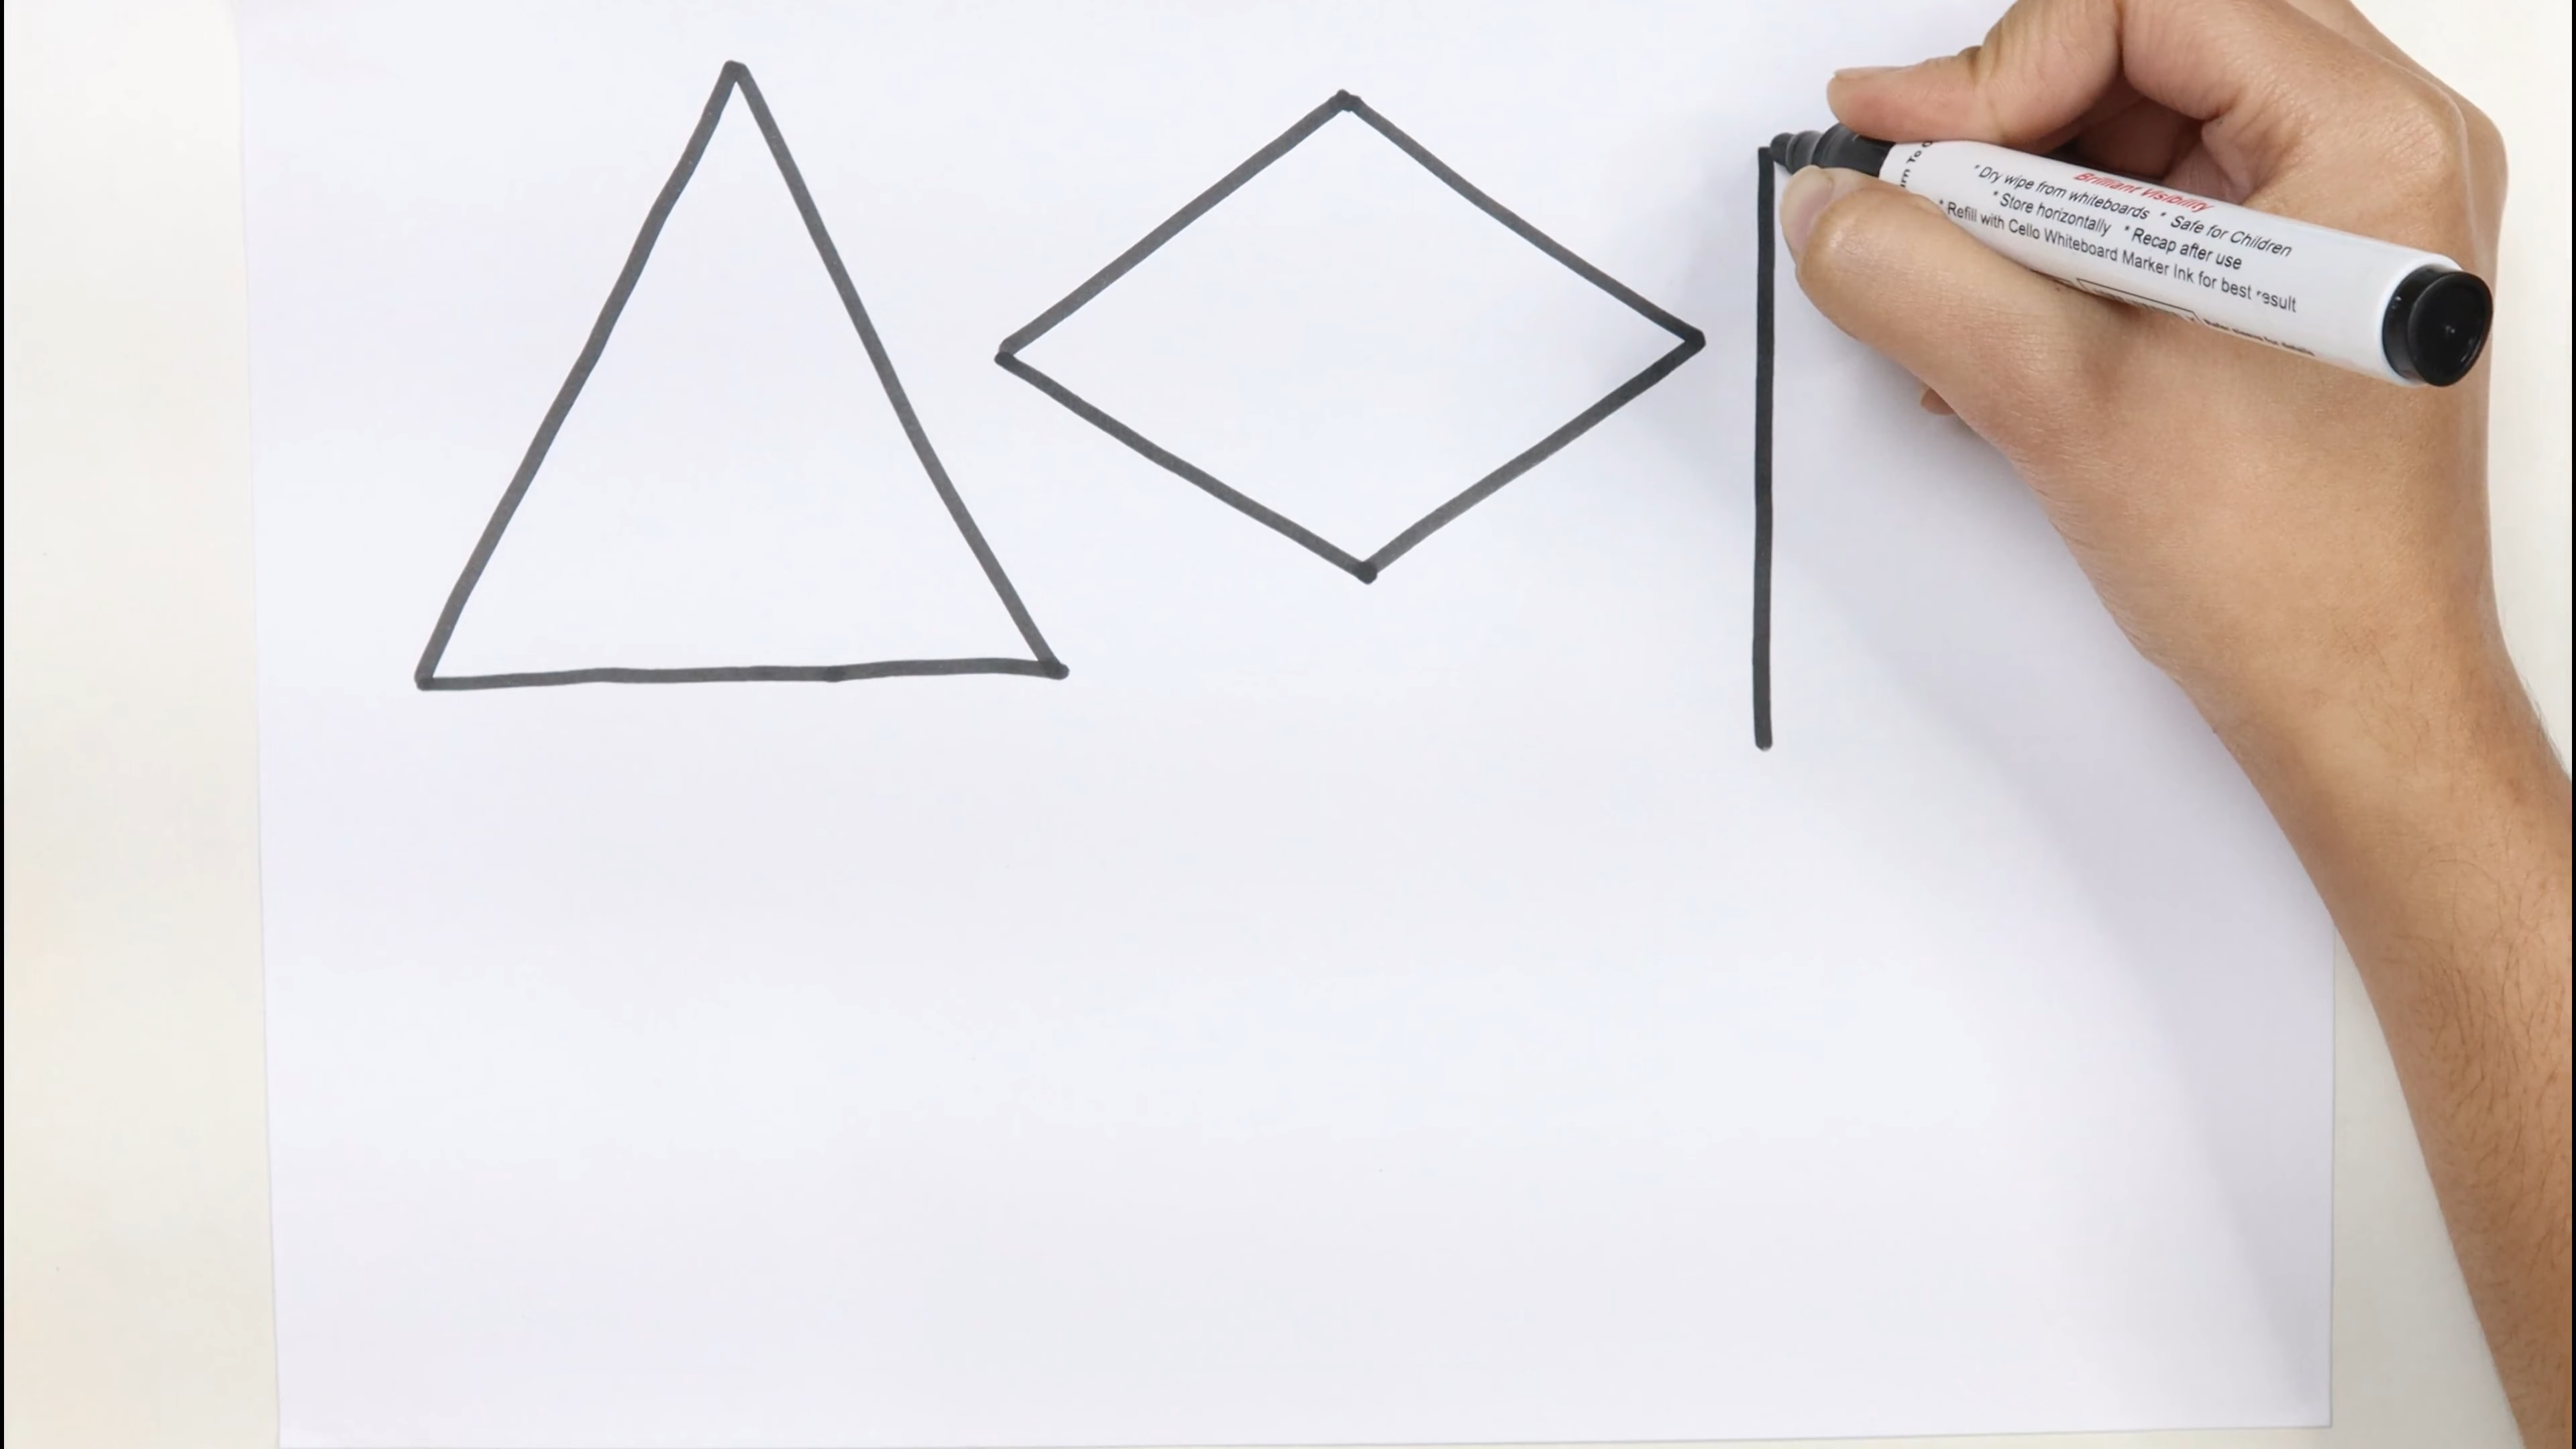 Brilliant Visibility
* Dry wipe from whiteboards * Safe for Children
* Store horizontally * Recap after use
* Refill with Cello Whiteboard Marker Ink for best result